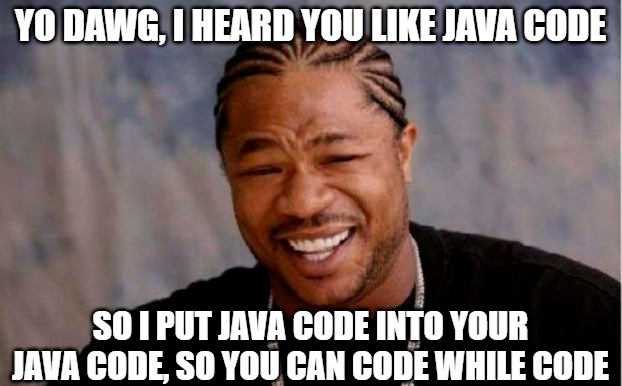 YO DAWG, I HEARD YOU LIKE JAVA CODE
SO I PUT JAVA CODE INTO YOUR
JAVA CODE, SO YOU CAN CODE WHILE CODE